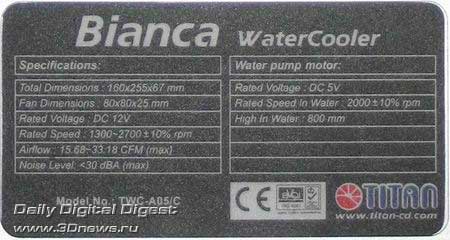 Bianca WaterCooler
Specifications:
Total Dimensions : 160x255x67 mm
Fan Dimensions : 80x80x25 mm
Rated Voltage : DC 12V
Rated Speed : 1300~2700 ±10% rpm
Airflow : 15.68~33.18 CFM (max)
Noise Level : <30 dBA (max)
Water pump motor:
Rated Voltage : DC 5V
Rated Speed In Water : 2000 ±10% rpm
High In Water : 800 mm
Model No. : TWC-A05/C
CE
TITAN
www.titan-cd.com
Daily Digital Digest
http://www.3dnews.ru